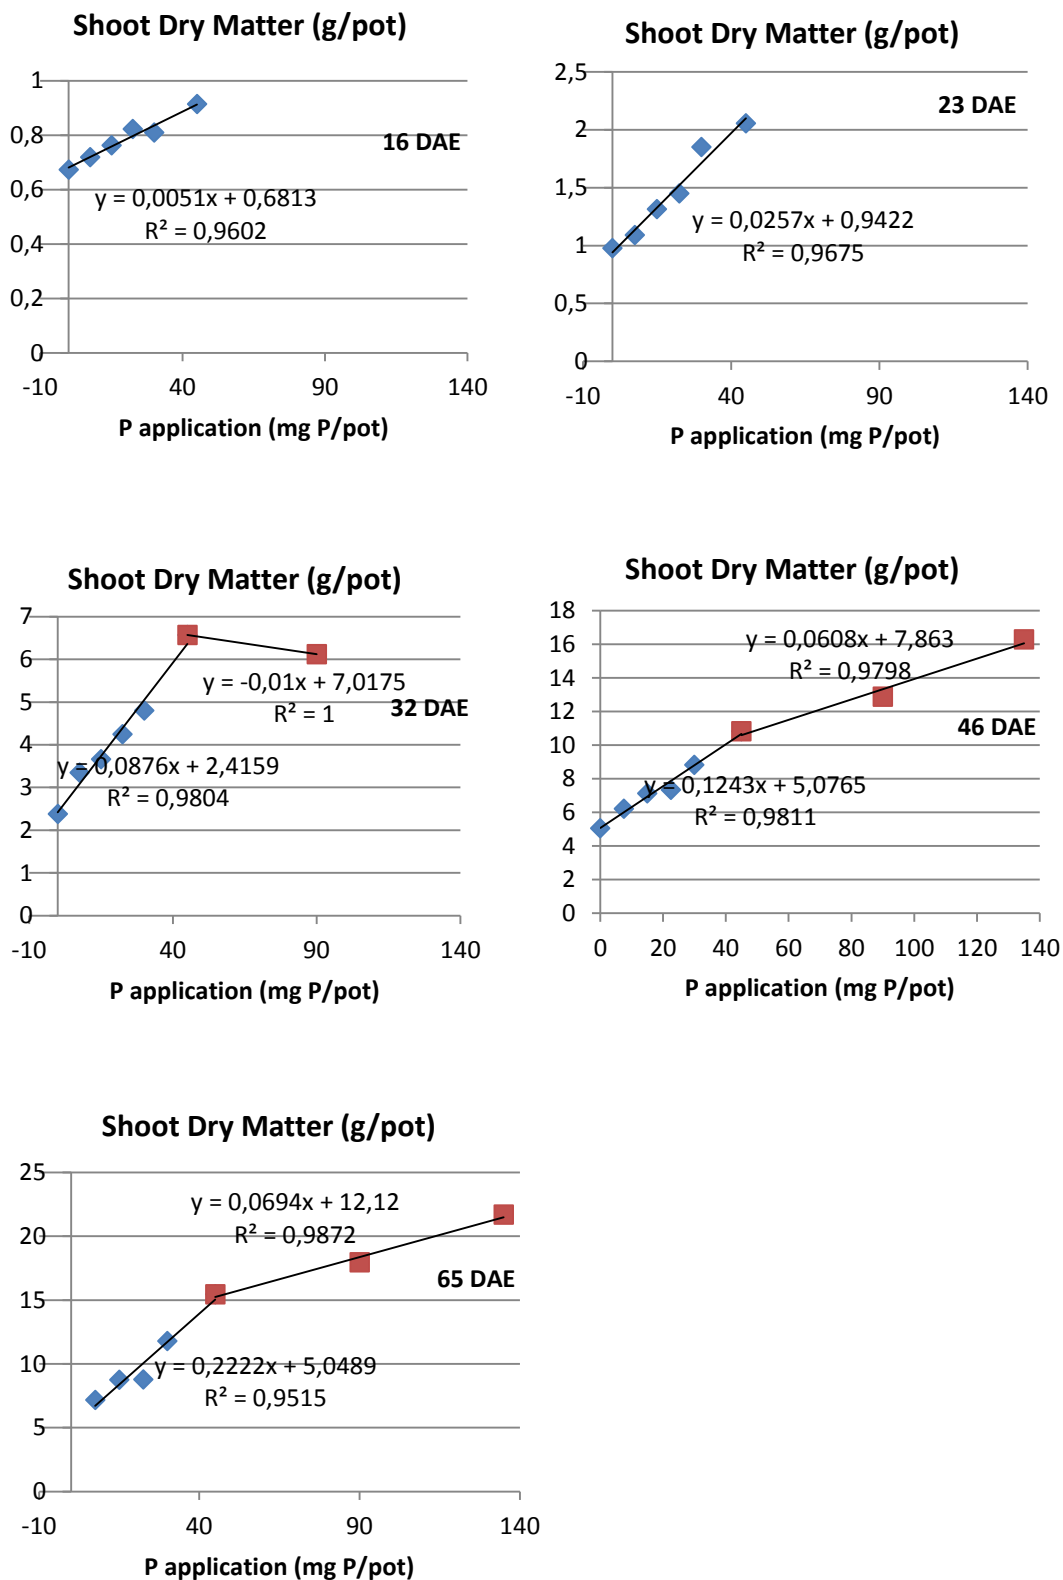 Shoot Dry Matter (g/pot)
1
0,8
0,6
0,4
0,2
0
16 DAE
y = 0,0051x + 0,6813
R² = 0,9602
-10 40 90 140
P application (mg P/pot)
Shoot Dry Matter (g/pot)
2,5
2
1,5
1
0,5
0
23 DAE
y = 0,0257x + 0,9422
R² = 0,9675
-10 40 90 140
P application (mg P/pot)
Shoot Dry Matter (g/pot)
7
6
5
4
3
2
1
0
y = -0,01x + 7,0175
R² = 1
32 DAE
y = 0,0876x + 2,4159
R² = 0,9804
-10 40 90 140
P application (mg P/pot)
Shoot Dry Matter (g/pot)
18
16
14
12
10
8
6
4
2
0
y = 0,0608x + 7,863
R² = 0,9798
46 DAE
y = 0,1243x + 5,0765
R² = 0,9811
0 20 40 60 80 100 120 140
P application (mg P/pot)
Shoot Dry Matter (g/pot)
25
20
15
10
5
0
y = 0,0694x + 12,12
R² = 0,9872
65 DAE
y = 0,2222x + 5,0489
R² = 0,9515
-10 40 90 140
P application (mg P/pot)